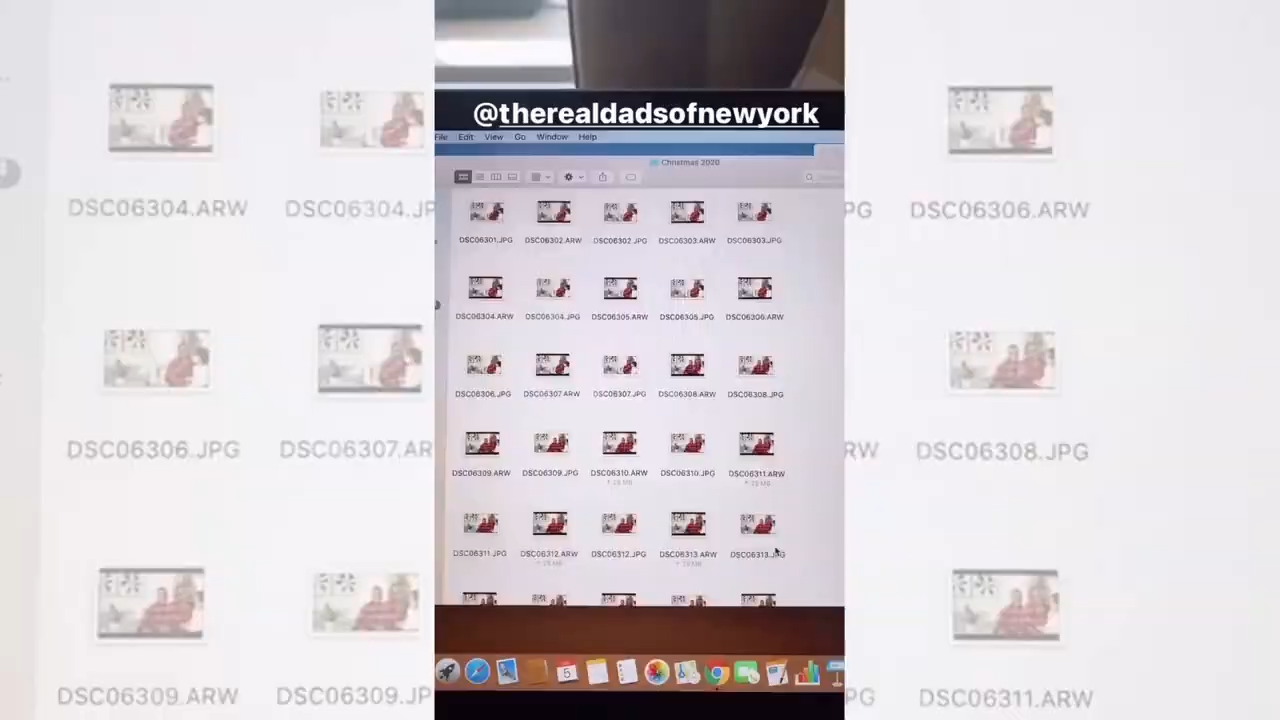 @therealdadsofnewyork
File Edit View Go Window Help
Christmas 2020
DSC06301.JPG DSC06302.ARW DSC06302.JPG DSC06303.ARW DSC06303.JPG
DSC06304.ARW DSC06304.JPG DSC06305.ARW DSC06305.JPG DSC06306.ARW
DSC06306.JPG DSC06307.ARW DSC06307.JPG DSC06308.ARW DSC06308.JPG
DSC06309.ARW DSC06309.JPG DSC06310.ARW DSC06310.JPG DSC06311.ARW
DSC06311.JPG DSC06312.ARW DSC06312.JPG DSC06313.ARW DSC06313.JPG
5
DSC06304.ARW DSC06304.JP PG DSC06306.ARW
DSC06306.JPG DSC06307.AR RW DSC06308.JPG
DSC06309.ARW DSC06309.JP PG DSC06311.ARW